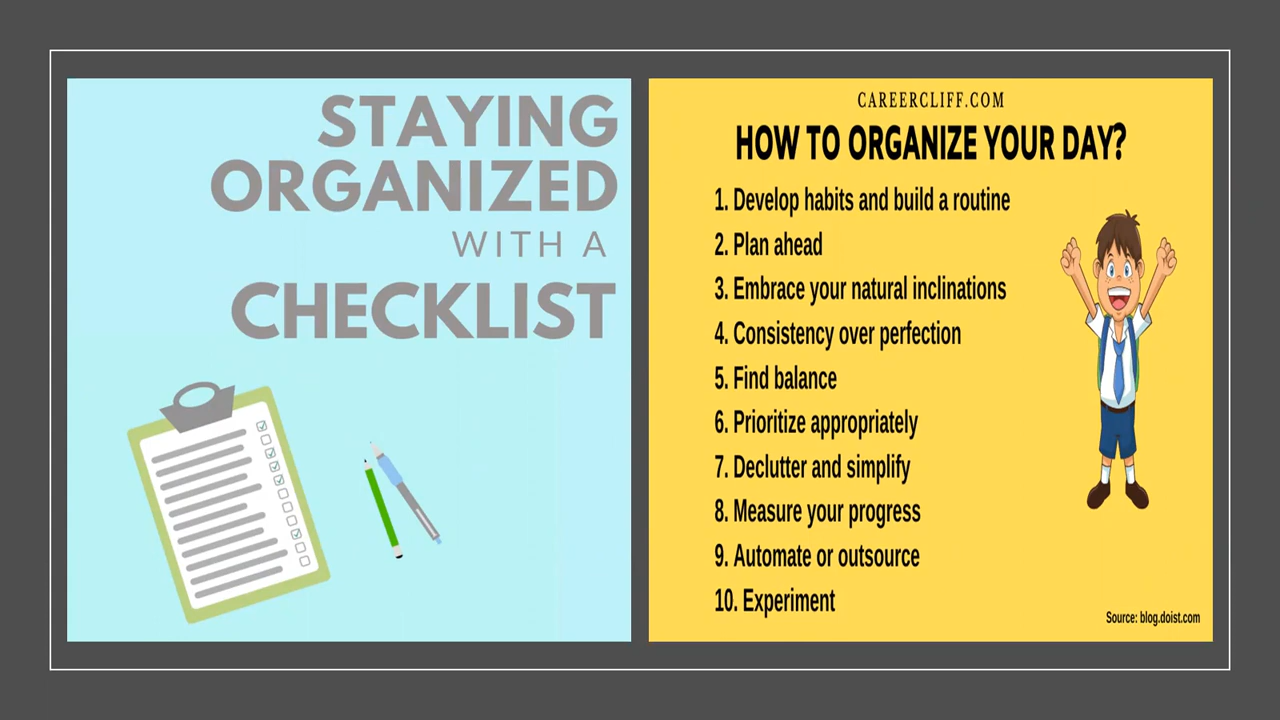 STAYING
ORGANIZED
WITH A
CHECKLIST
CAREERCLIFF.COM
HOW TO ORGANIZE YOUR DAY?
1. Develop habits and build a routine
2. Plan ahead
3. Embrace your natural inclinations
4. Consistency over perfection
5. Find balance
6. Prioritize appropriately
7. Declutter and simplify
8. Measure your progress
9. Automate or outsource
10. Experiment
Source: blog.doist.com